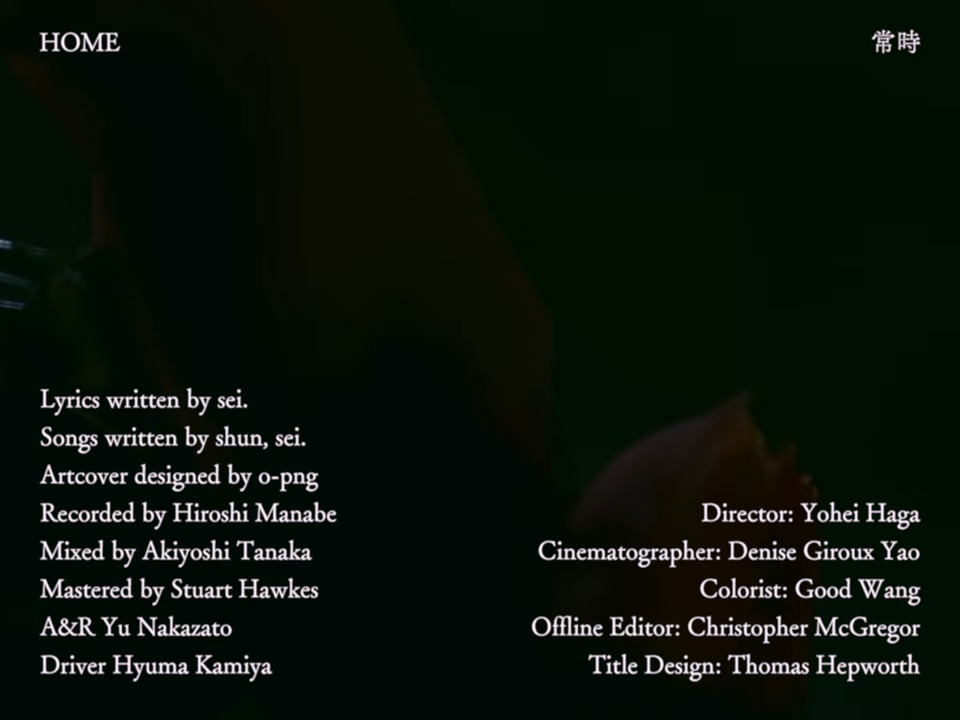 HOME
常時
Lyrics written by sei.
Songs written by shun, sei.
Artcover designed by o-png
Recorded by Hiroshi Manabe
Mixed by Akiyoshi Tanaka
Mastered by Stuart Hawkes
A&R Yu Nakazato
Driver Hyuma Kamiya
Director: Yohei Haga
Cinematographer: Denise Giroux Yao
Colorist: Good Wang
Offline Editor: Christopher McGregor
Title Design: Thomas Hepworth